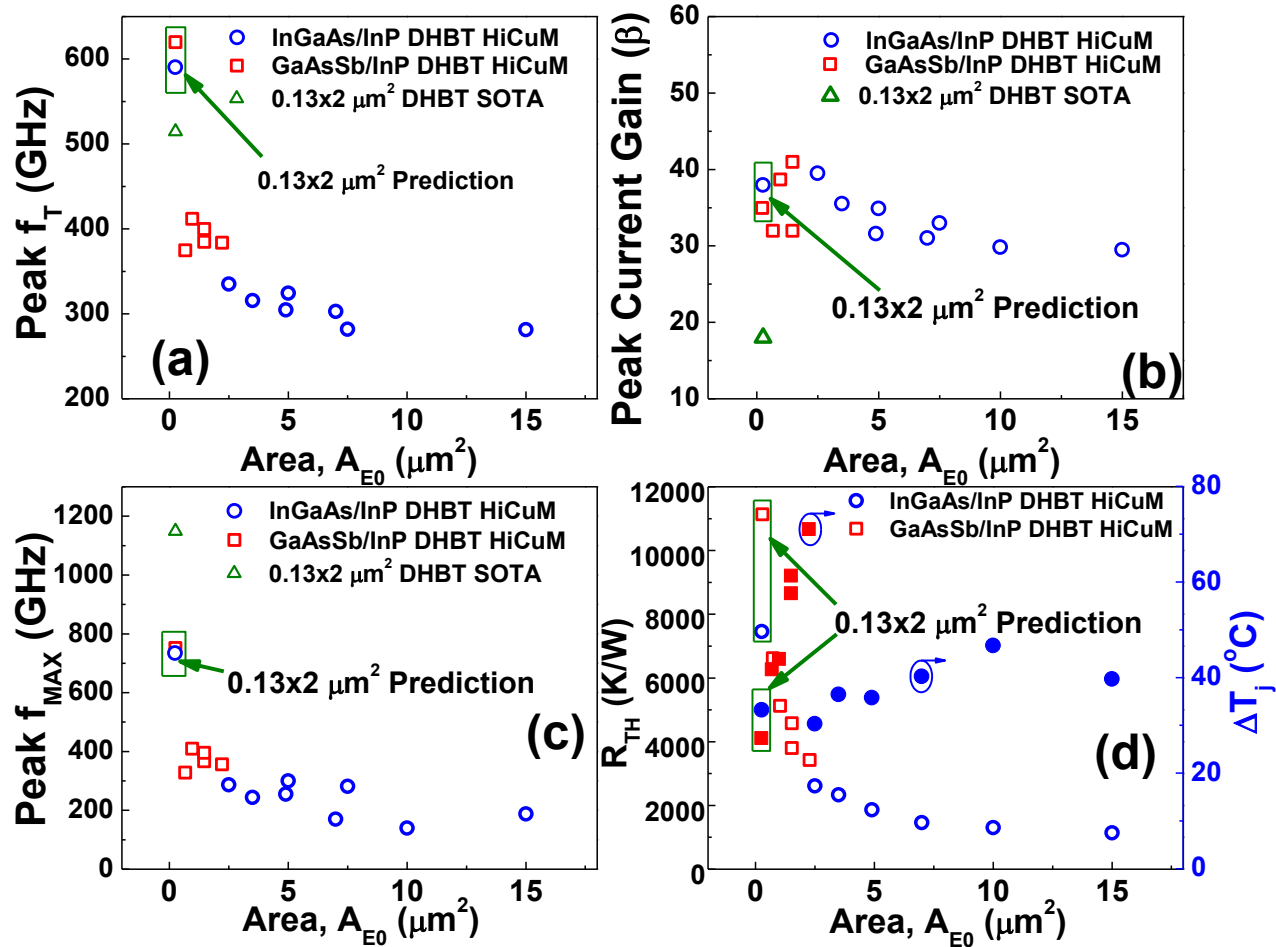 600
500
400
300
200
0
5
10
15
Peak f_T (GHz)
Area, A_E0 (μm²)
InGaAs/InP DHBT HiCuM
GaAsSb/InP DHBT HiCuM
0.13x2 μm² DHBT SOTA
0.13x2 μm² Prediction
(a)
60
50
40
30
20
10
0
5
10
15
Peak Current Gain (β)
Area, A_E0 (μm²)
InGaAs/InP DHBT HiCuM
GaAsSb/InP DHBT HiCuM
0.13x2 μm² DHBT SOTA
0.13x2 μm² Prediction
(b)
1200
1000
800
600
400
200
0
0
5
10
15
Peak f_MAX (GHz)
Area, A_E0 (μm²)
InGaAs/InP DHBT HiCuM
GaAsSb/InP DHBT HiCuM
0.13x2 μm² DHBT SOTA
0.13x2 μm² Prediction
(c)
12000
10000
8000
6000
4000
2000
0
0
5
10
15
R_TH (K/W)
Area, A_E0 (μm²)
InGaAs/InP DHBT HiCuM
GaAsSb/InP DHBT HiCuM
0.13x2 μm² Prediction
(d)
80
60
40
20
0
ΔT_j (°C)